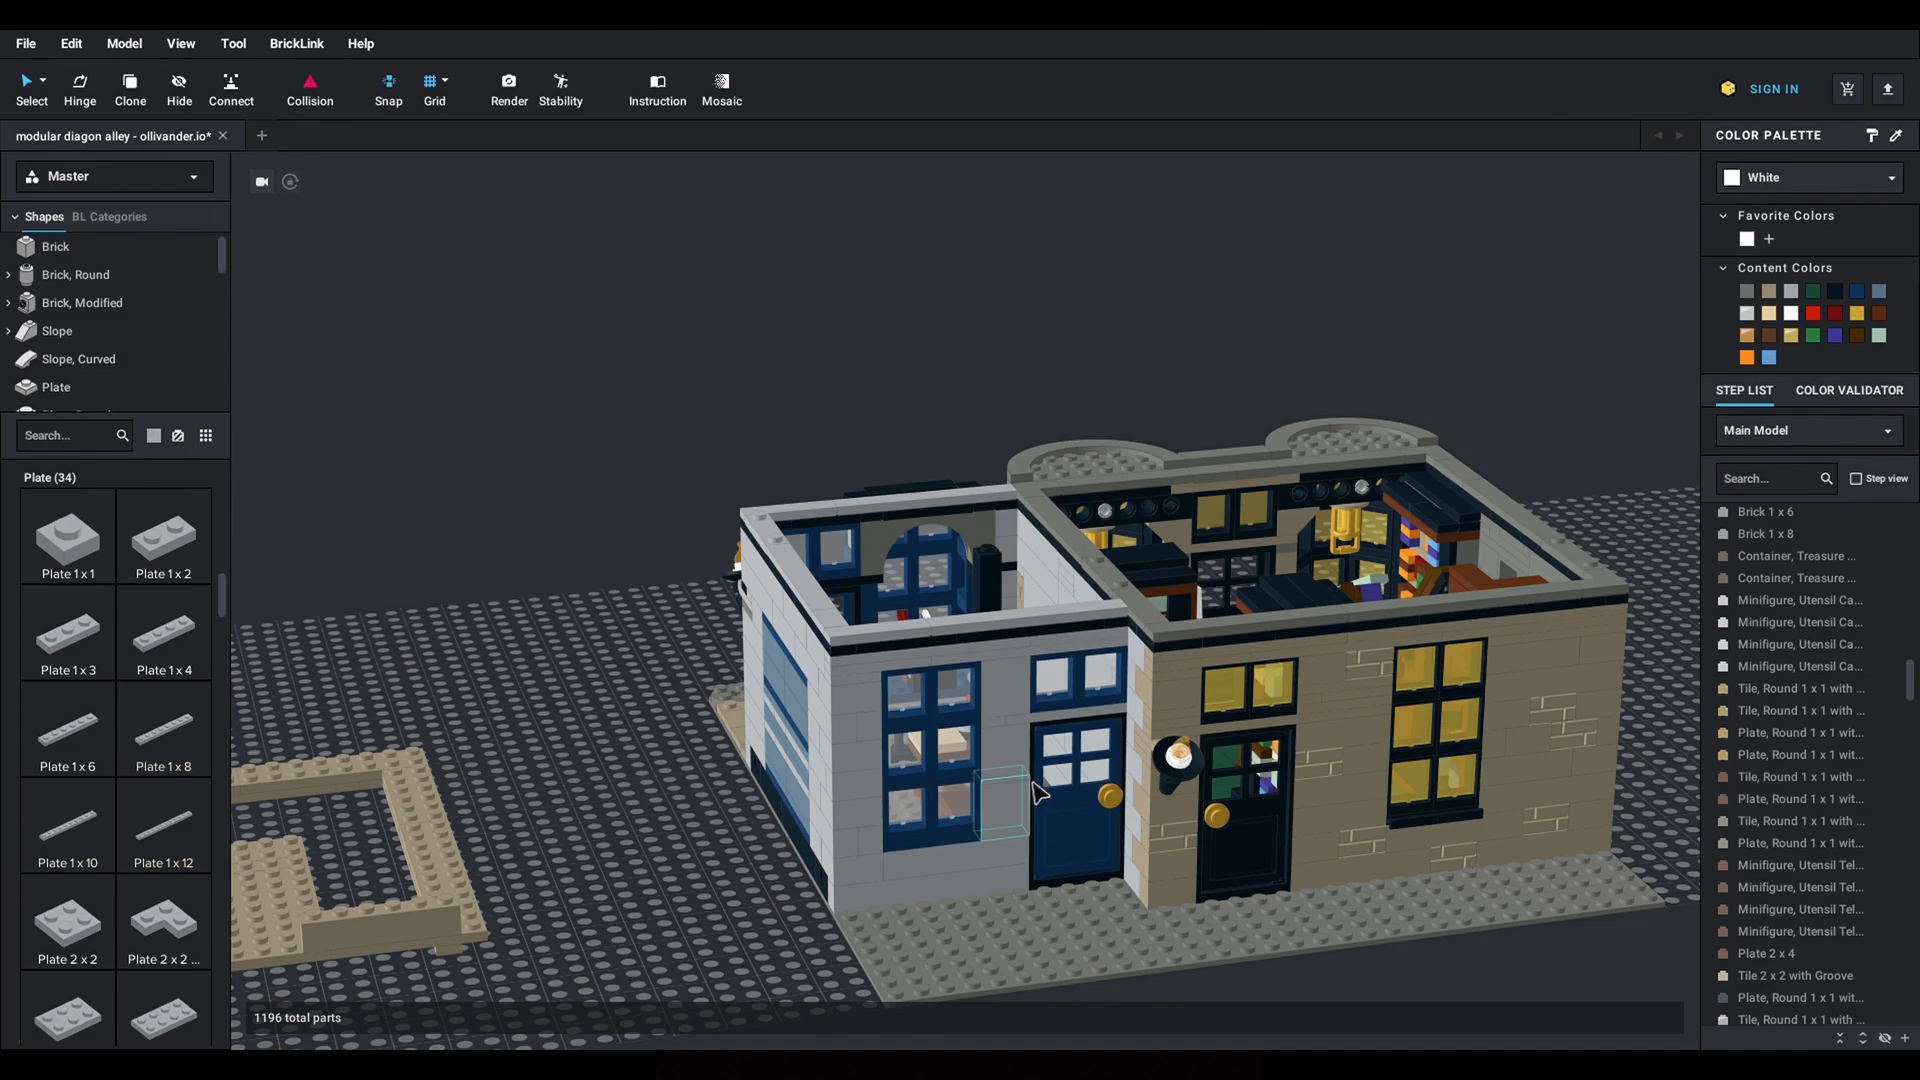 File Edit Model View Tool BrickLink Help
Select Hinge Clone Hide Connect Collision Snap Grid Render Stability Instruction Mosaic
SIGN IN
modular diagon alley - ollivander.io*
Master
Shapes BL Categories
Brick
Brick, Round
Brick, Modified
Slope
Slope, Curved
Plate
Search...
Plate (34)
Plate 1 x 1 Plate 1 x 2
Plate 1 x 3 Plate 1 x 4
Plate 1 x 6 Plate 1 x 8
Plate 1 x 10 Plate 1 x 12
Plate 2 x 2 Plate 2 x 2 ...
1196 total parts
COLOR PALETTE
White
Favorite Colors
Content Colors
STEP LIST COLOR VALIDATOR
Main Model
Search... Step view
Brick 1 x 6
Brick 1 x 8
Container, Treasure ...
Container, Treasure ...
Minifigure, Utensil Ca...
Minifigure, Utensil Ca...
Minifigure, Utensil Ca...
Minifigure, Utensil Ca...
Tile, Round 1 x 1 with ...
Tile, Round 1 x 1 with ...
Plate, Round 1 x 1 wit...
Plate, Round 1 x 1 wit...
Tile, Round 1 x 1 with ...
Plate, Round 1 x 1 wit...
Tile, Round 1 x 1 with ...
Plate, Round 1 x 1 wit...
Minifigure, Utensil Tel...
Minifigure, Utensil Tel...
Minifigure, Utensil Tel...
Minifigure, Utensil Tel...
Plate 2 x 4
Tile 2 x 2 with Groove
Plate, Round 1 x 1 wit...
Tile, Round 1 x 1 with ...